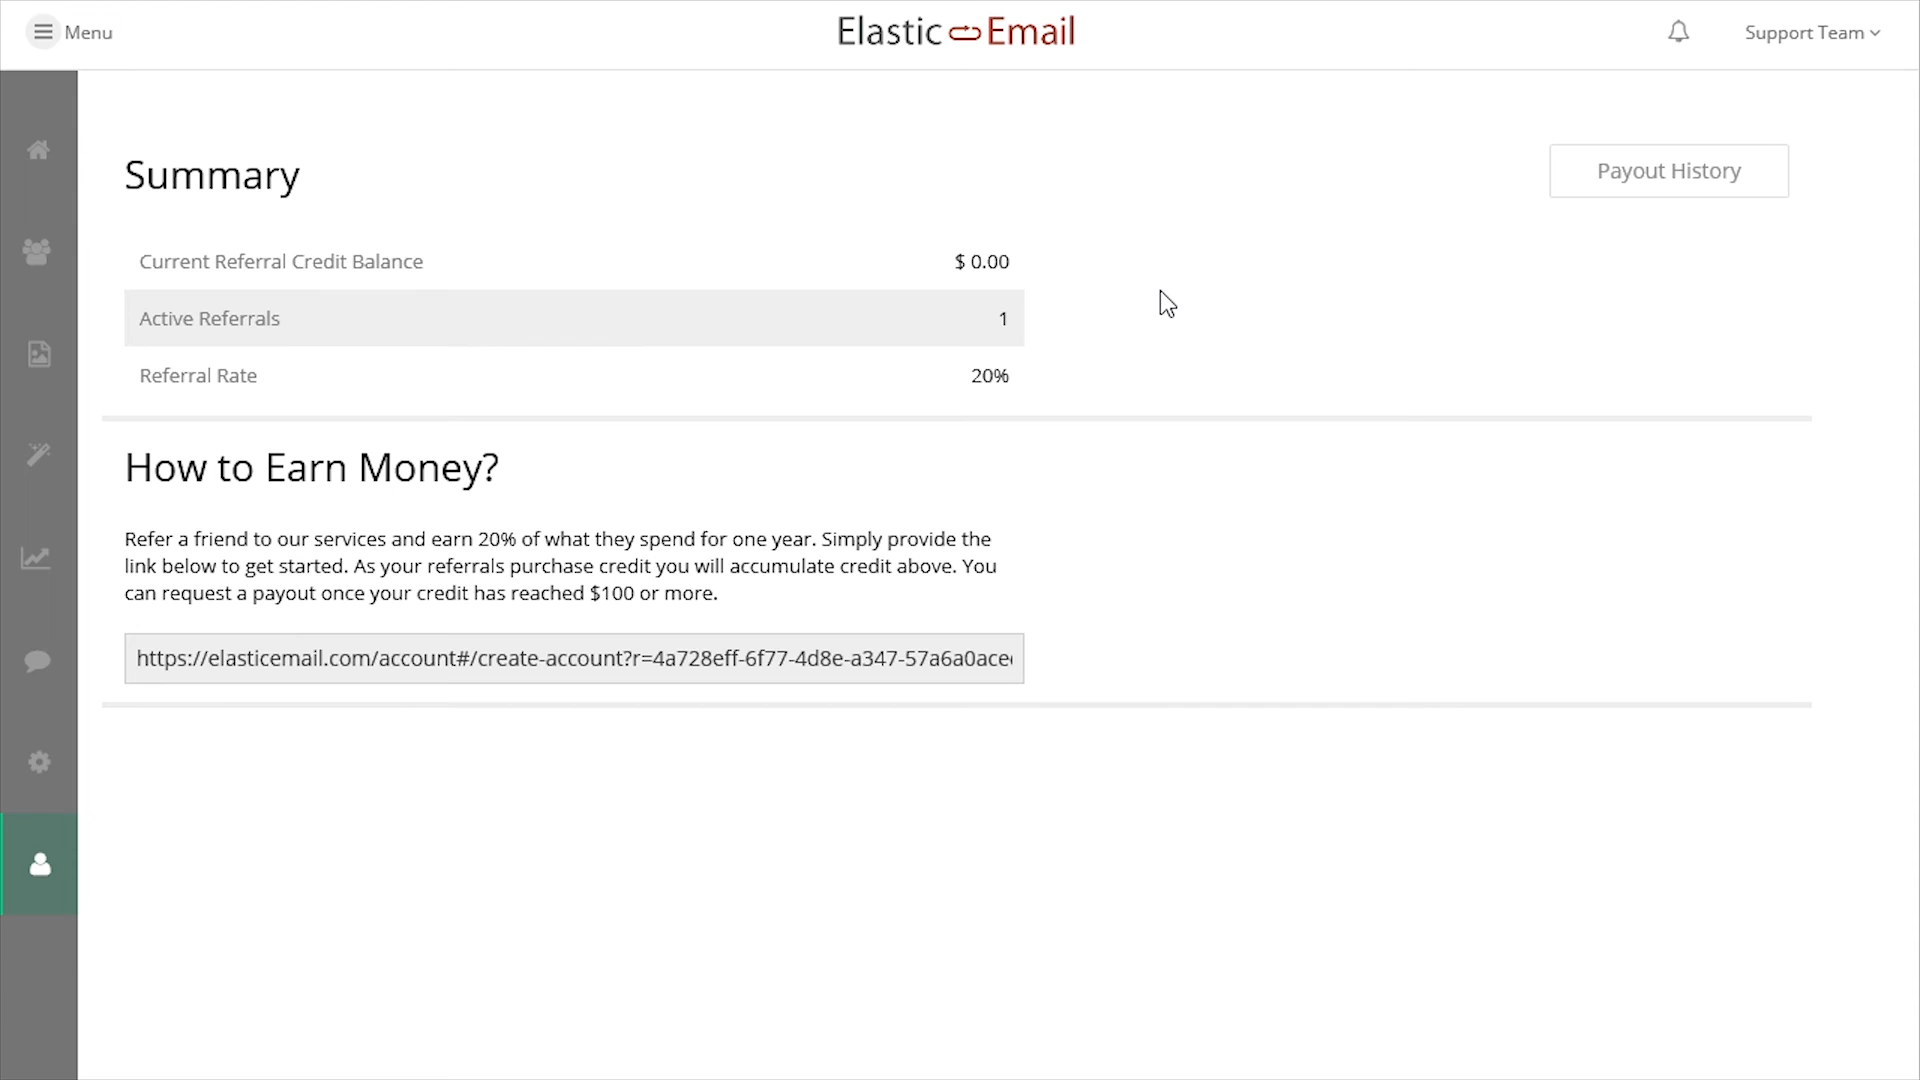 Menu
Elastic Email
Support Team
Summary
Payout History
Current Referral Credit Balance $ 0.00
Active Referrals 1
Referral Rate 20%
How to Earn Money?
Refer a friend to our services and earn 20% of what they spend for one year. Simply provide the
link below to get started. As your referrals purchase credit you will accumulate credit above. You
can request a payout once your credit has reached $100 or more.
https://elasticemail.com/account#/create-account?r=4a728eff-6f77-4d8e-a347-57a6a0ace